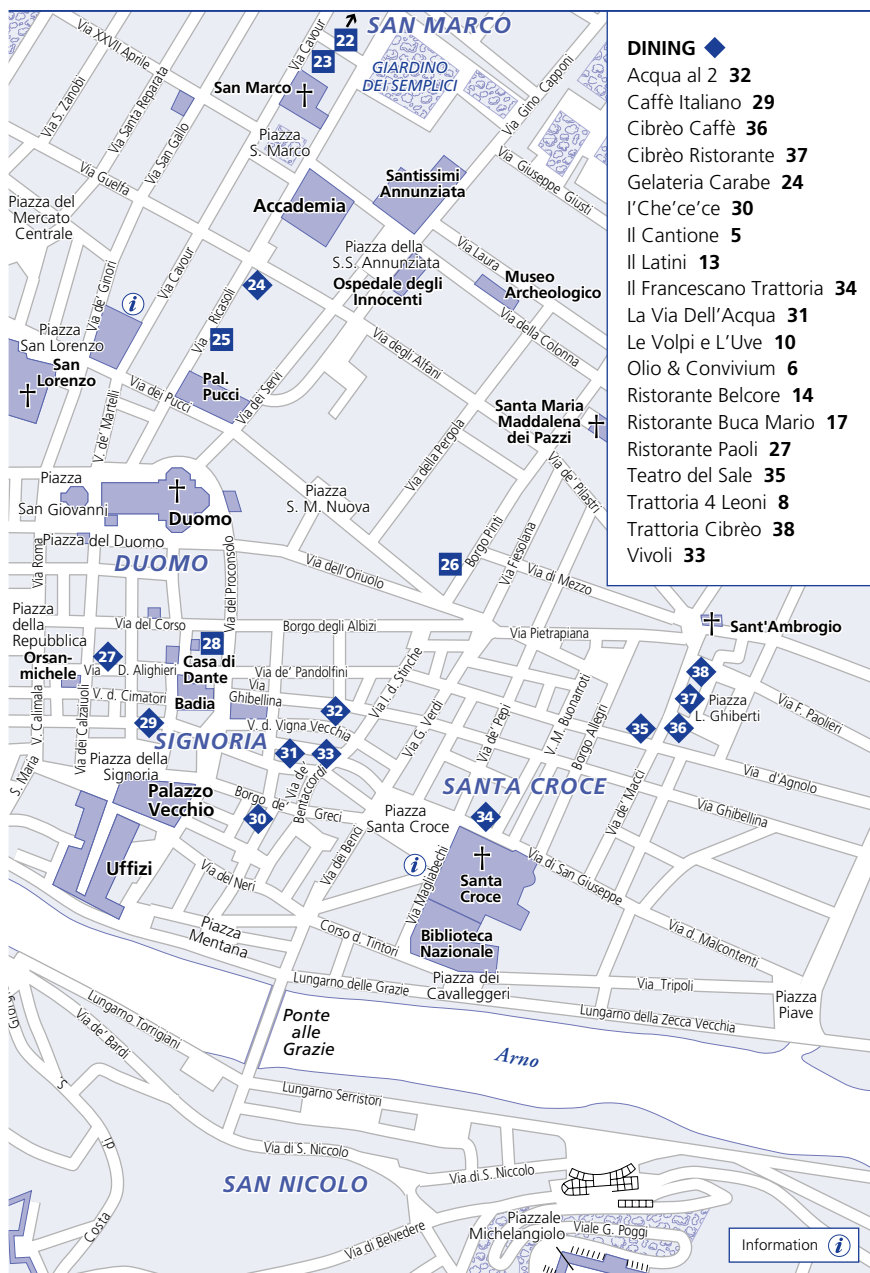 SAN MARCO
Via Cavour
22
23
GIARDINO
DEI SEMPLICI
Via XXVII Aprile
San Marco
Via Gino Capponi
Via S. Zanobi
Via Santa Reparata
Via San Gallo
Piazza
S. Marco
Via Giuseppe Giusti
Via Guelfa
Santissimi
Annunziata
Accademia
Piazza del
Mercato
Centrale
Piazza della
S.S. Annunziata
Via Laura
Ospedale degli
Innocenti
Museo
Archeologico
Via de' Ginori
Via Cavour
24
Via Ricasoli
Via della Colonna
Piazza
San Lorenzo
25
Via degli Alfani
San
Lorenzo
Via dei Pucci
Pal.
Pucci
Via dei Servi
V. de' Martelli
Santa Maria
Maddalena
dei Pazzi
Via della Pergola
Via de' Pilastri
Piazza
San Giovanni
Duomo
Piazza
S. M. Nuova
Piazza del Duomo
DUOMO
Via Roma
Via del Proconsolo
Via dell'Oriuolo
26
Borgo Pinti
Via Fiesolana
Via di Mezzo
Piazza
della
Repubblica
Via del Corso
Borgo degli Albizi
Via Pietrapiana
Sant'Ambrogio
Orsan-
michele
27
28
Casa di
Dante
Via D. Alighieri
Via de' Pandolfini
Via
Ghibellina
V. d. Cimatori
Badia
V. Calimala
Via dei Calzaiuoli
29
32
V. d. Vigna Vecchia
Via I. d. Stinche
Via G. Verdi
Via de' Pepi
V. M. Buonarroti
Borgo Allegri
38
37
Piazza
L. Ghiberti
Via F. Paolieri
35
36
SIGNORIA
31
33
Via de'
Bentaccordi
S. Maria
Piazza della
Signoria
SANTA CROCE
Via d'Agnolo
Via Ghibellina
Via de' Macci
Palazzo
Vecchio
Borgo de'
Greci
30
Piazza
Santa Croce
34
Uffizi
Via dei Benci
Via dei Neri
Via Magliabechi
Santa
Croce
Via di San Giuseppe
Via d. Malcontenti
Piazza
Mentana
Corso d. Tintori
Biblioteca
Nazionale
Piazza dei
Cavalleggeri
Lungarno delle Grazie
Via Tripoli
Lungarno della Zecca Vecchia
Piazza
Piave
Lungarno Torrigiani
Via de' Bardi
Ponte
alle
Grazie
Arno
Lungarno Serristori
Via di S. Niccolo
Via di S. Niccolo
SAN NICOLO
Costa
di
S.
Giorg
Via di Belvedere
Piazzale
Michelangiolo
Viale G. Poggi
Information i
DINING
Acqua al 2 32
Caffè Italiano 29
Cibrèo Caffè 36
Cibrèo Ristorante 37
Gelateria Carabe 24
I'Che'ce'ce 30
Il Cantione 5
Il Latini 13
Il Francescano Trattoria 34
La Via Dell'Acqua 31
Le Volpi e L'Uve 10
Olio & Convivium 6
Ristorante Belcore 14
Ristorante Buca Mario 17
Ristorante Paoli 27
Teatro del Sale 35
Trattoria 4 Leoni 8
Trattoria Cibrèo 38
Vivoli 33